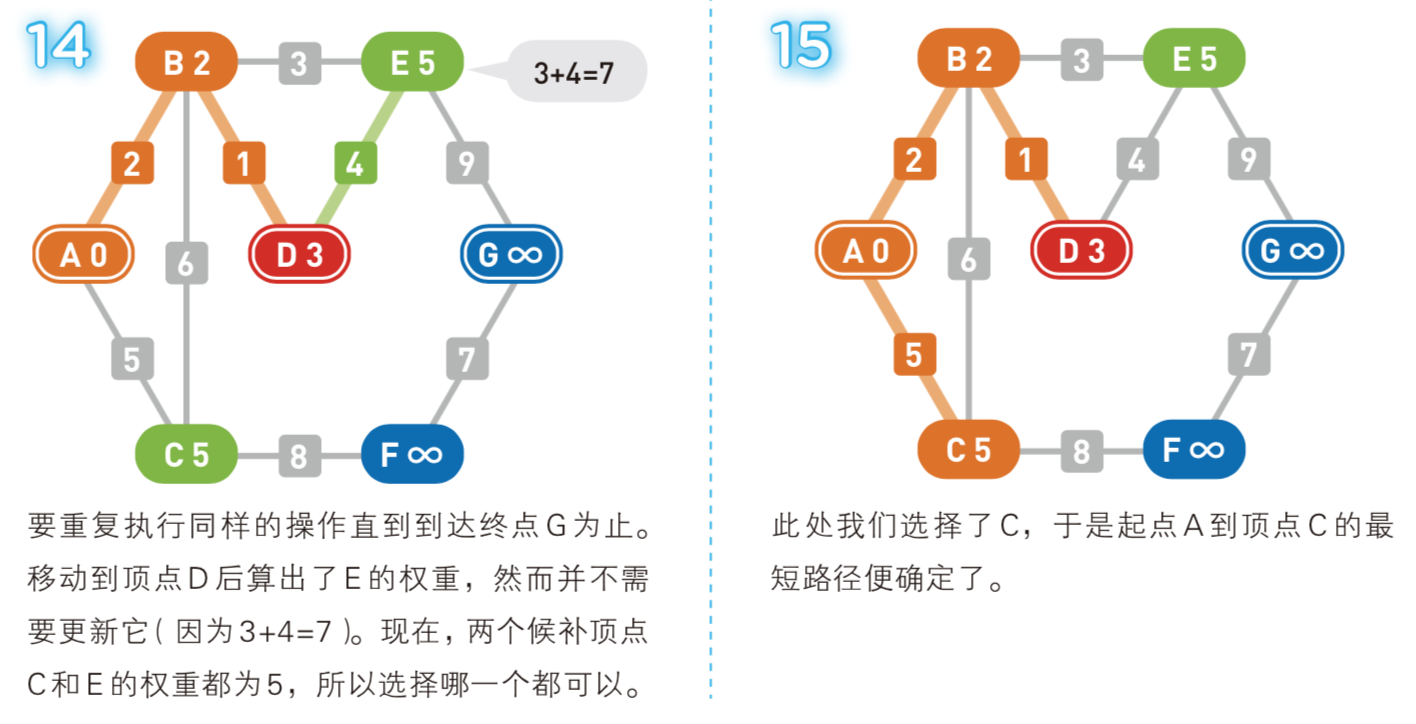 14
B 2
3
E 5
3+4=7
2
1
4
9
A 0
6
D 3
G ∞
5
7
C 5
8
F ∞
要重复执行同样的操作直到到达终点G为止。
移动到顶点D后算出了E的权重，然而并不需
要更新它（因为3+4=7）。现在，两个候补顶点
C和E的权重都为5，所以选择哪一个都可以。
15
B 2
3
E 5
2
1
4
9
A 0
6
D 3
G ∞
5
7
C 5
8
F ∞
此处我们选择了C，于是起点A到顶点C的最
短路径便确定了。